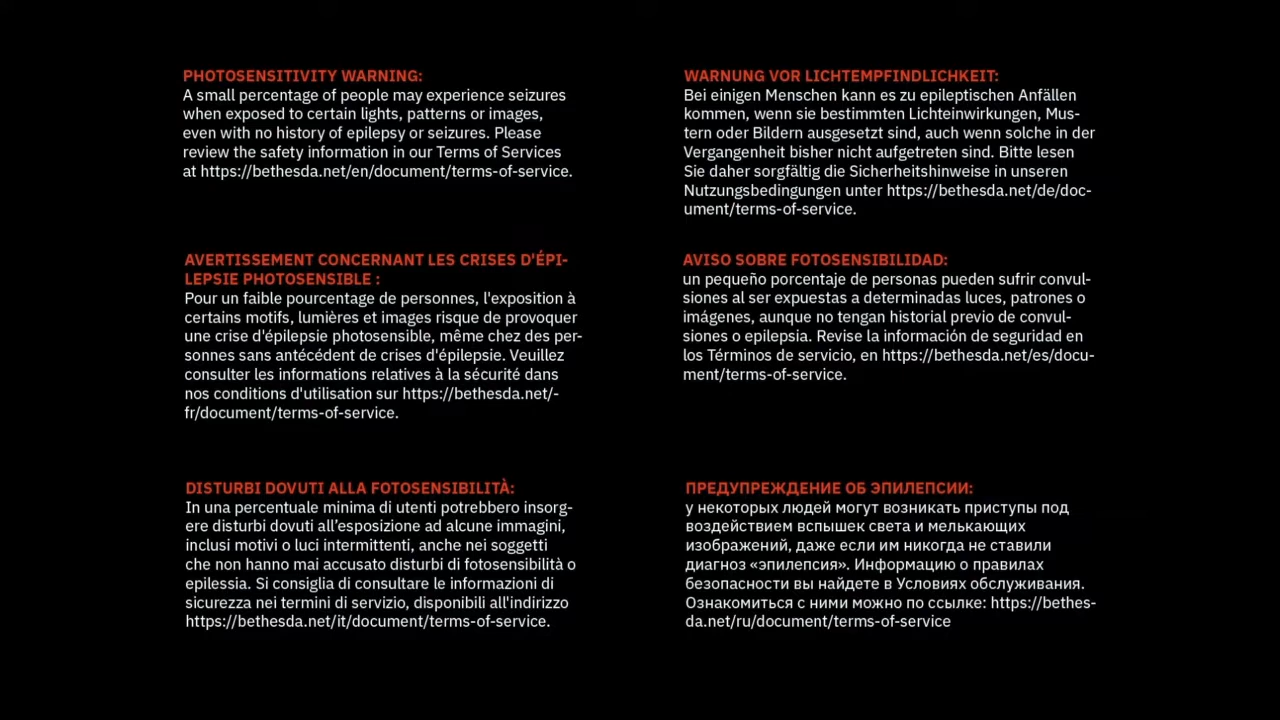 PHOTOSENSITIVITY WARNING:
A small percentage of people may experience seizures
when exposed to certain lights, patterns or images,
even with no history of epilepsy or seizures. Please
review the safety information in our Terms of Services
at https://bethesda.net/en/document/terms-of-service.
WARNUNG VOR LICHTEMPFINDLICHKEIT:
Bei einigen Menschen kann es zu epileptischen Anfällen
kommen, wenn sie bestimmten Lichteinwirkungen, Mus-
tern oder Bildern ausgesetzt sind, auch wenn solche in der
Vergangenheit bisher nicht aufgetreten sind. Bitte lesen
Sie daher sorgfältig die Sicherheitshinweise in unseren
Nutzungsbedingungen unter https://bethesda.net/de/doc-
ument/terms-of-service.
AVERTISSEMENT CONCERNANT LES CRISES D'ÉPI-
LEPSIE PHOTOSENSIBLE :
Pour un faible pourcentage de personnes, l'exposition à
certains motifs, lumières et images risque de provoquer
une crise d'épilepsie photosensible, même chez des per-
sonnes sans antécédent de crises d'épilepsie. Veuillez
consulter les informations relatives à la sécurité dans
nos conditions d'utilisation sur https://bethesda.net/-
fr/document/terms-of-service.
AVISO SOBRE FOTOSENSIBILIDAD:
un pequeño porcentaje de personas pueden sufrir convul-
siones al ser expuestas a determinadas luces, patrones o
imágenes, aunque no tengan historial previo de convul-
siones o epilepsia. Revise la información de seguridad en
los Términos de servicio, en https://bethesda.net/es/docu-
ment/terms-of-service.
DISTURBI DOVUTI ALLA FOTOSENSIBILITÀ:
In una percentuale minima di utenti potrebbero insorg-
ere disturbi dovuti all’esposizione ad alcune immagini,
inclusi motivi o luci intermittenti, anche nei soggetti
che non hanno mai accusato disturbi di fotosensibilità o
epilessia. Si consiglia di consultare le informazioni di
sicurezza nei termini di servizio, disponibili all'indirizzo
https://bethesda.net/it/document/terms-of-service.
ПРЕДУПРЕЖДЕНИЕ ОБ ЭПИЛЕПСИИ:
у некоторых людей могут возникать приступы под
воздействием вспышек света и мелькающих
изображений, даже если им никогда не ставили
диагноз «эпилепсия». Информацию о правилах
безопасности вы найдете в Условиях обслуживания.
Ознакомиться с ними можно по ссылке: https://bethes-
da.net/ru/document/terms-of-service